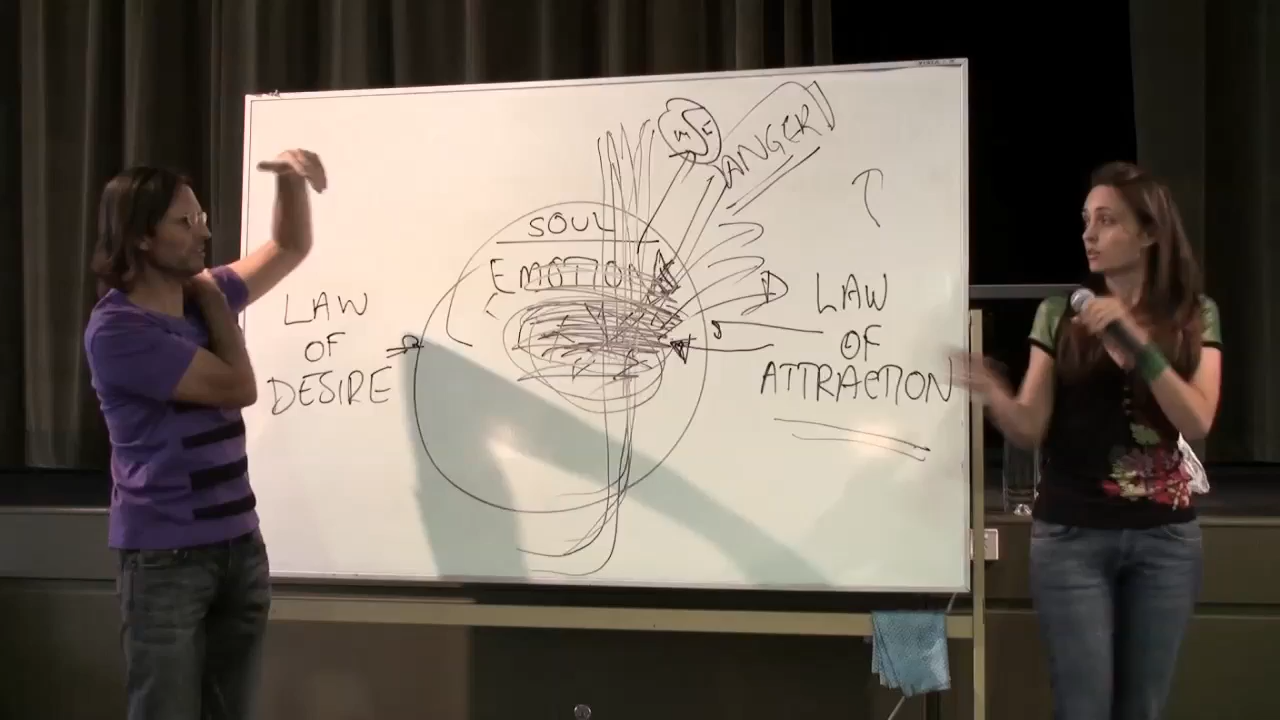 ANGER
SOUL
EMOTION
LAW
OF
DESIRE
LAW
OF
ATTRACTION